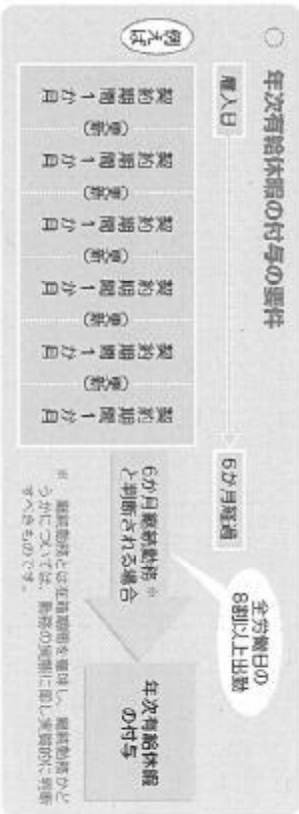 ○ 年次有給休暇の付与の要件
雇入日
6か月経過
全労働日の
8割以上出勤
例えば
契約期間1か月
(更新)
契約期間1か月
(更新)
契約期間1か月
(更新)
契約期間1か月
(更新)
契約期間1か月
(更新)
契約期間1か月
6か月継続勤務※
と判断される場合
年次有給休暇
の付与
※ 継続勤務とは在籍期間を意味し、継続勤務かど
うかについては、勤務の実態に即し実質的に判断
すべきものです。